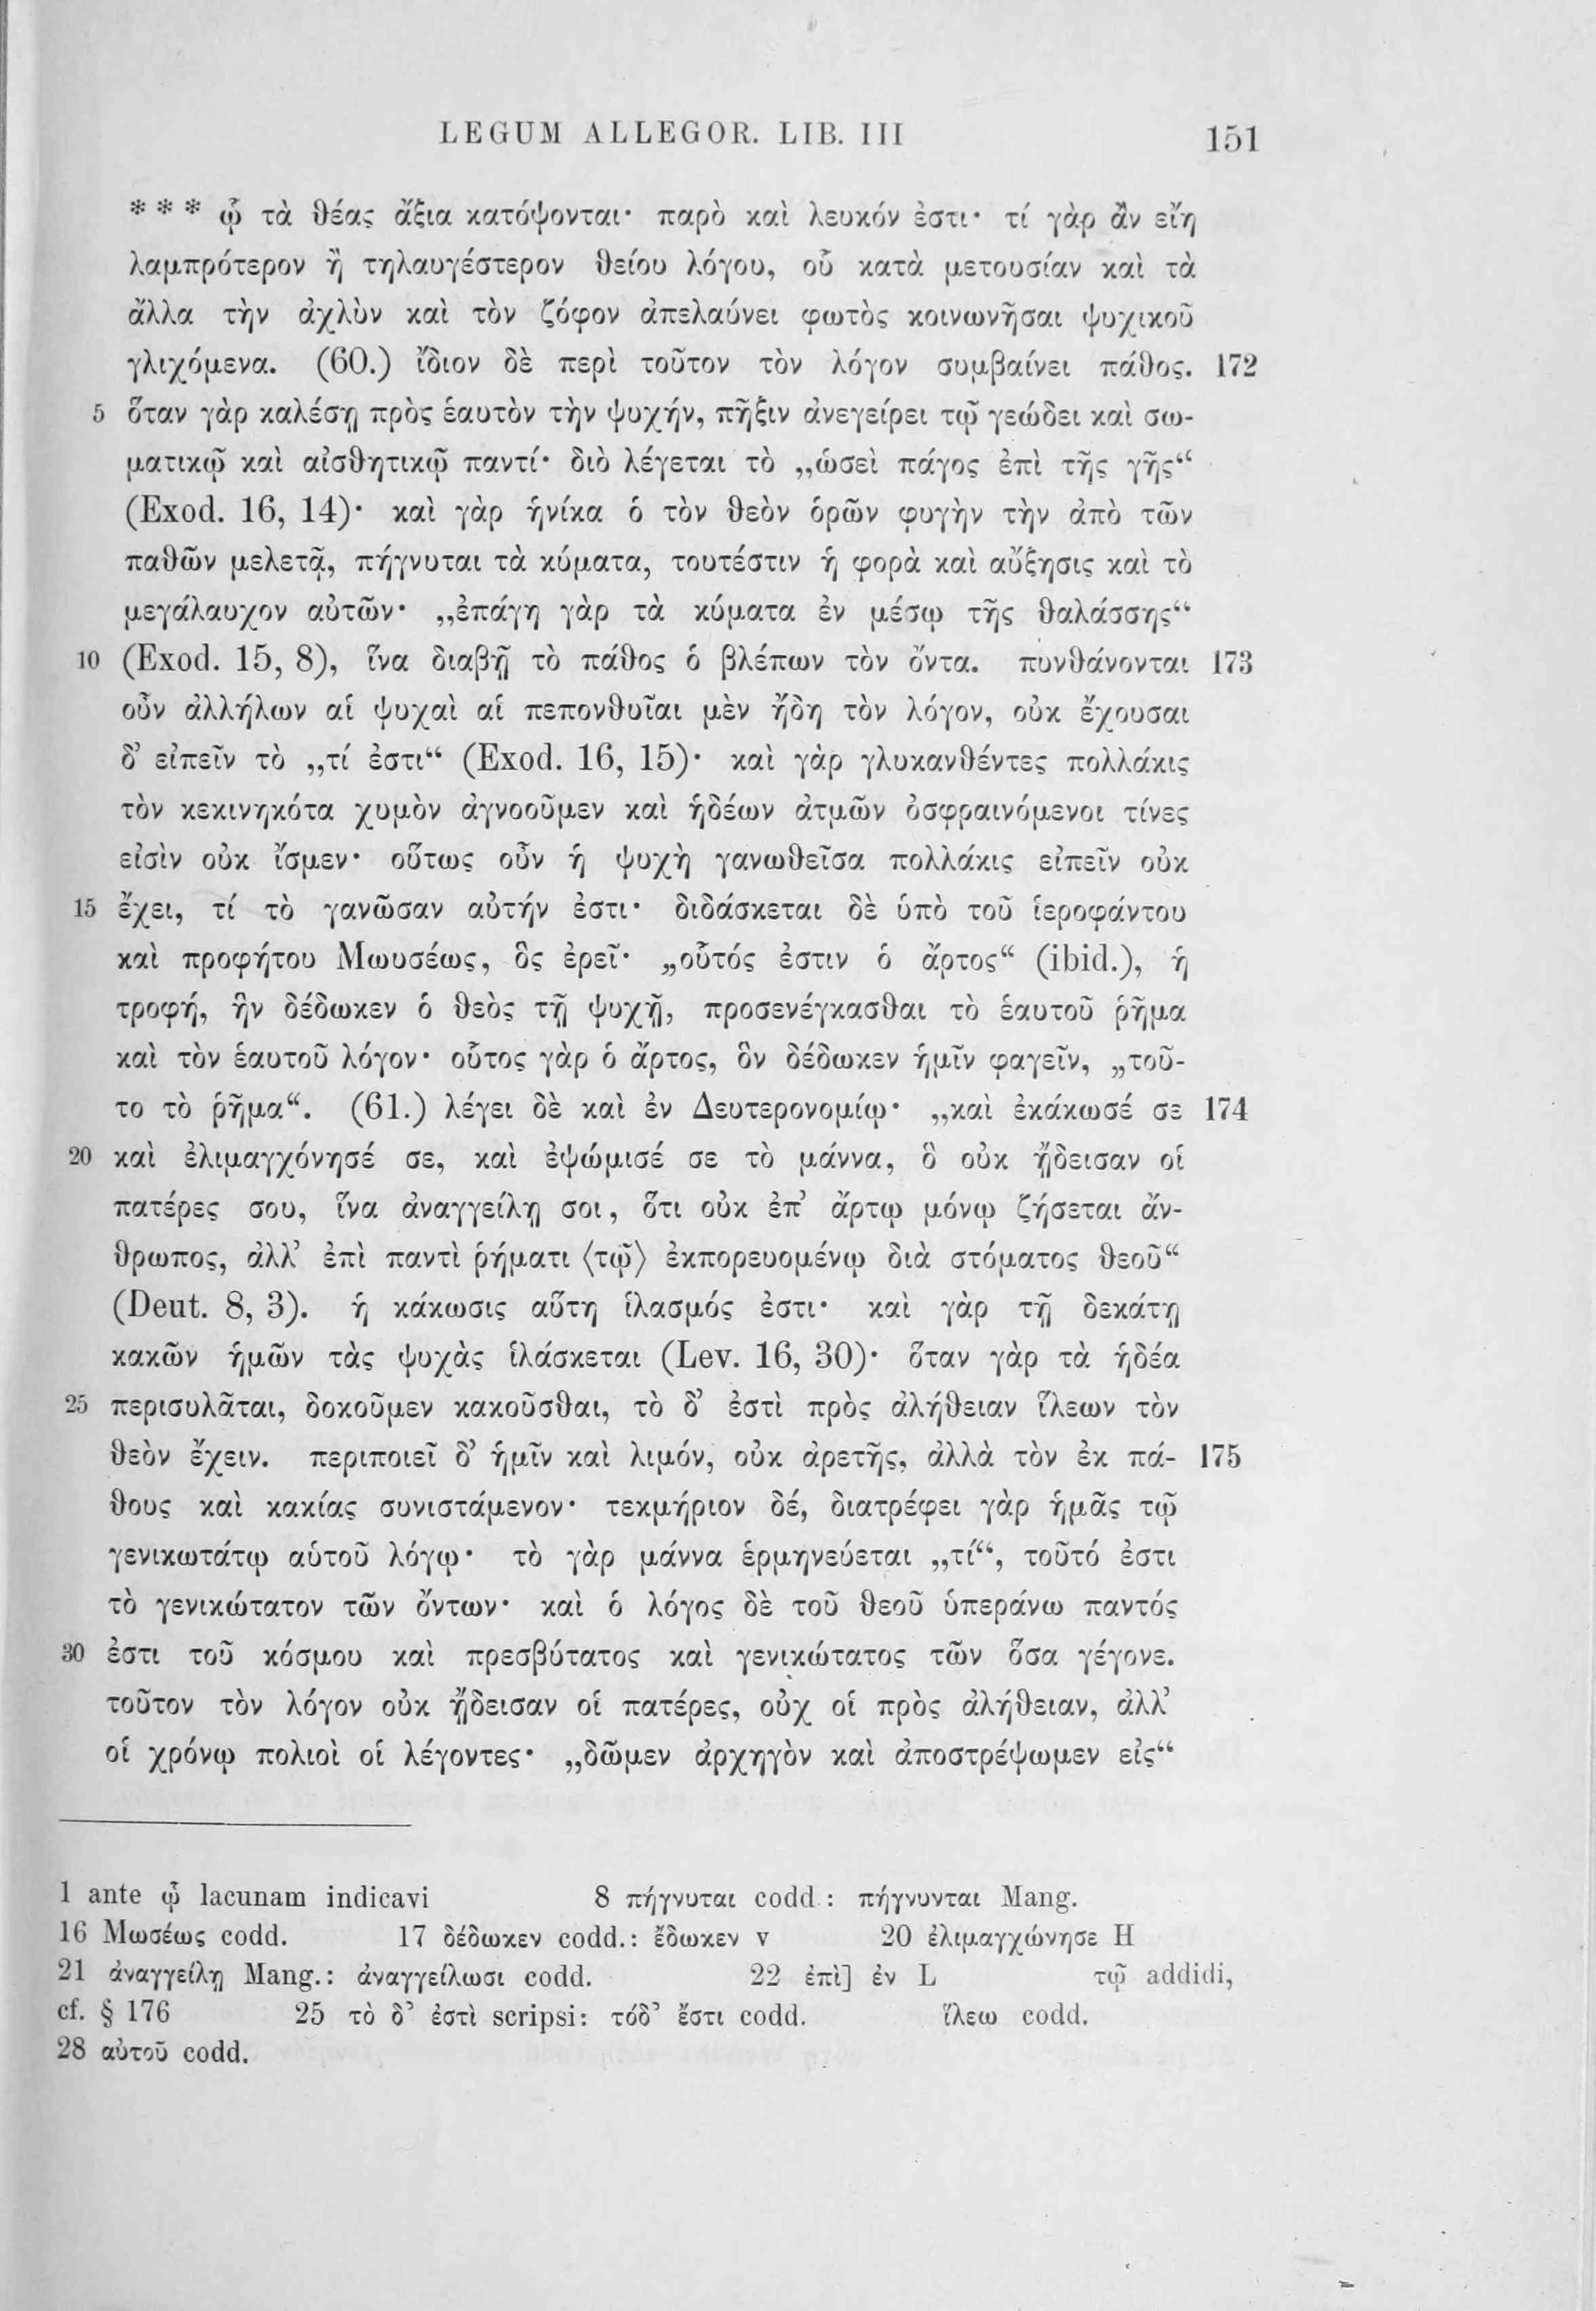 LEGUM ALLEGOR. LIB. III 151
* * * ᾧ τὰ θέας ἄξια κατόψονται· παρὸ καὶ λευκόν ἐστι· τί γὰρ ἂν εἴη
λαμπρότερον ἢ τηλαυγέστερον θείου λόγου, οὗ κατὰ μετουσίαν καὶ τὰ
ἄλλα τὴν ἀχλὺν καὶ τὸν ζόφον ἀπελαύνει φωτὸς κοινωνῆσαι ψυχικοῦ
γλιχόμενα. (60.) ἴδιον δὲ περὶ τοῦτον τὸν λόγον συμβαίνει πάθος. 172
5 ὅταν γὰρ καλέσῃ πρὸς ἑαυτὸν τὴν ψυχήν, πῆξιν ἀνεγείρει τῷ γεώδει καὶ σω-
ματικῷ καὶ αἰσθητικῷ παντί· διὸ λέγεται τὸ „ὡσεὶ πάγος ἐπὶ τῆς γῆς“
(Exod. 16, 14)· καὶ γὰρ ἡνίκα ὁ τὸν θεὸν ὁρῶν φυγὴν τὴν ἀπὸ τῶν
παθῶν μελετᾷ, πήγνυται τὰ κύματα, τουτέστιν ἡ φορὰ καὶ αὔξησις καὶ τὸ
μεγάλαυχον αὐτῶν· „ἐπάγη γὰρ τὰ κύματα ἐν μέσῳ τῆς θαλάσσης“
10 (Exod. 15, 8), ἵνα διαβῇ τὸ πάθος ὁ βλέπων τὸν ὄντα. πυνθάνονται 173
οὖν ἀλλήλων αἱ ψυχαὶ αἱ πεπονθυῖαι μὲν ἤδη τὸν λόγον, οὐκ ἔχουσαι
δ’ εἰπεῖν τὸ „τί ἐστι“ (Exod. 16, 15)· καὶ γὰρ γλυκανθέντες πολλάκις
τὸν κεκινηκότα χυμὸν ἀγνοοῦμεν καὶ ἡδέων ἀτμῶν ὀσφραινόμενοι τίνες
εἰσὶν οὐκ ἴσμεν· οὕτως οὖν ἡ ψυχὴ γανωθεῖσα πολλάκις εἰπεῖν οὐκ
15 ἔχει, τί τὸ γανῶσαν αὐτήν ἐστι· διδάσκεται δὲ ὑπὸ τοῦ ἱεροφάντου
καὶ προφήτου Μωυσέως, ὃς ἐρεῖ· „οὗτός ἐστιν ὁ ἄρτος“ (ibid.), ἡ
τροφή, ἣν δέδωκεν ὁ θεὸς τῇ ψυχῇ, προσενέγκασθαι τὸ ἑαυτοῦ ῥῆμα
καὶ τὸν ἑαυτοῦ λόγον· οὗτος γὰρ ὁ ἄρτος, ὃν δέδωκεν ἡμῖν φαγεῖν, „τοῦ-
το τὸ ῥῆμα“. (61.) λέγει δὲ καὶ ἐν Δευτερονομίῳ· „καὶ ἐκάκωσέ σε 174
20 καὶ ἐλιμαγχόνησέ σε, καὶ ἐψώμισέ σε τὸ μάννα, ὃ οὐκ ᾔδεισαν οἱ
πατέρες σου, ἵνα ἀναγγείλῃ σοι, ὅτι οὐκ ἐπ’ ἄρτῳ μόνῳ ζήσεται ἄν-
θρωπος, ἀλλ’ ἐπὶ παντὶ ῥήματι ⟨τῷ⟩ ἐκπορευομένῳ διὰ στόματος θεοῦ“
(Deut. 8, 3). ἡ κάκωσις αὕτη ἱλασμός ἐστι· καὶ γὰρ τῇ δεκάτῃ
κακῶν ἡμῶν τὰς ψυχὰς ἱλάσκεται (Lev. 16, 30)· ὅταν γὰρ τὰ ἡδέα
25 περισυλᾶται, δοκοῦμεν κακοῦσθαι, τὸ δ’ ἐστὶ πρὸς ἀλήθειαν ἵλεων τὸν
θεὸν ἔχειν. περιποιεῖ δ’ ἡμῖν καὶ λιμόν, οὐκ ἀρετῆς, ἀλλὰ τὸν ἐκ πά- 175
θους καὶ κακίας συνιστάμενον· τεκμήριον δέ, διατρέφει γὰρ ἡμᾶς τῷ
γενικωτάτῳ αὑτοῦ λόγῳ· τὸ γὰρ μάννα ἑρμηνεύεται „τί“, τοῦτό ἐστι
τὸ γενικώτατον τῶν ὄντων· καὶ ὁ λόγος δὲ τοῦ θεοῦ ὑπεράνω παντός
30 ἐστι τοῦ κόσμου καὶ πρεσβύτατος καὶ γενικώτατος τῶν ὅσα γέγονε.
τοῦτον τὸν λόγον οὐκ ᾔδεισαν οἱ πατέρες, οὐχ οἱ πρὸς ἀλήθειαν, ἀλλ’
οἱ χρόνῳ πολιοὶ οἱ λέγοντες· „δῶμεν ἀρχηγὸν καὶ ἀποστρέψωμεν εἰς“
1 ante ᾧ lacunam indicavi 8 πήγνυται codd.: πήγνυνται Mang.
16 Μωσέως codd. 17 δέδωκεν codd.: ἔδωκεν v 20 ἐλιμαγχώνησε H
21 ἀναγγείλῃ Mang.: ἀναγγείλωσι codd. 22 ἐπὶ] ἐν L τῷ addidi,
cf. § 176 25 τὸ δ’ ἐστὶ scripsi: τόδ’ ἔστι codd. ἵλεω codd.
28 αὐτοῦ codd.